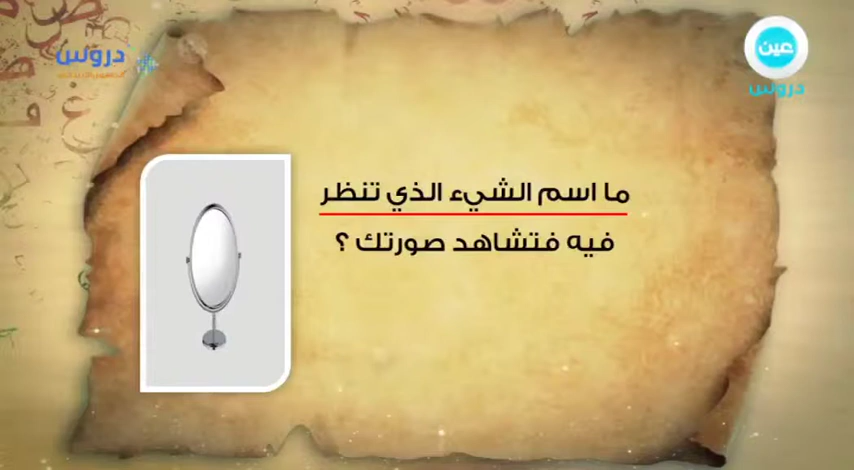 دروس
عين
دروس
ما اسم الشيء الذي تنظر
فيه فتشاهد صورتك ؟